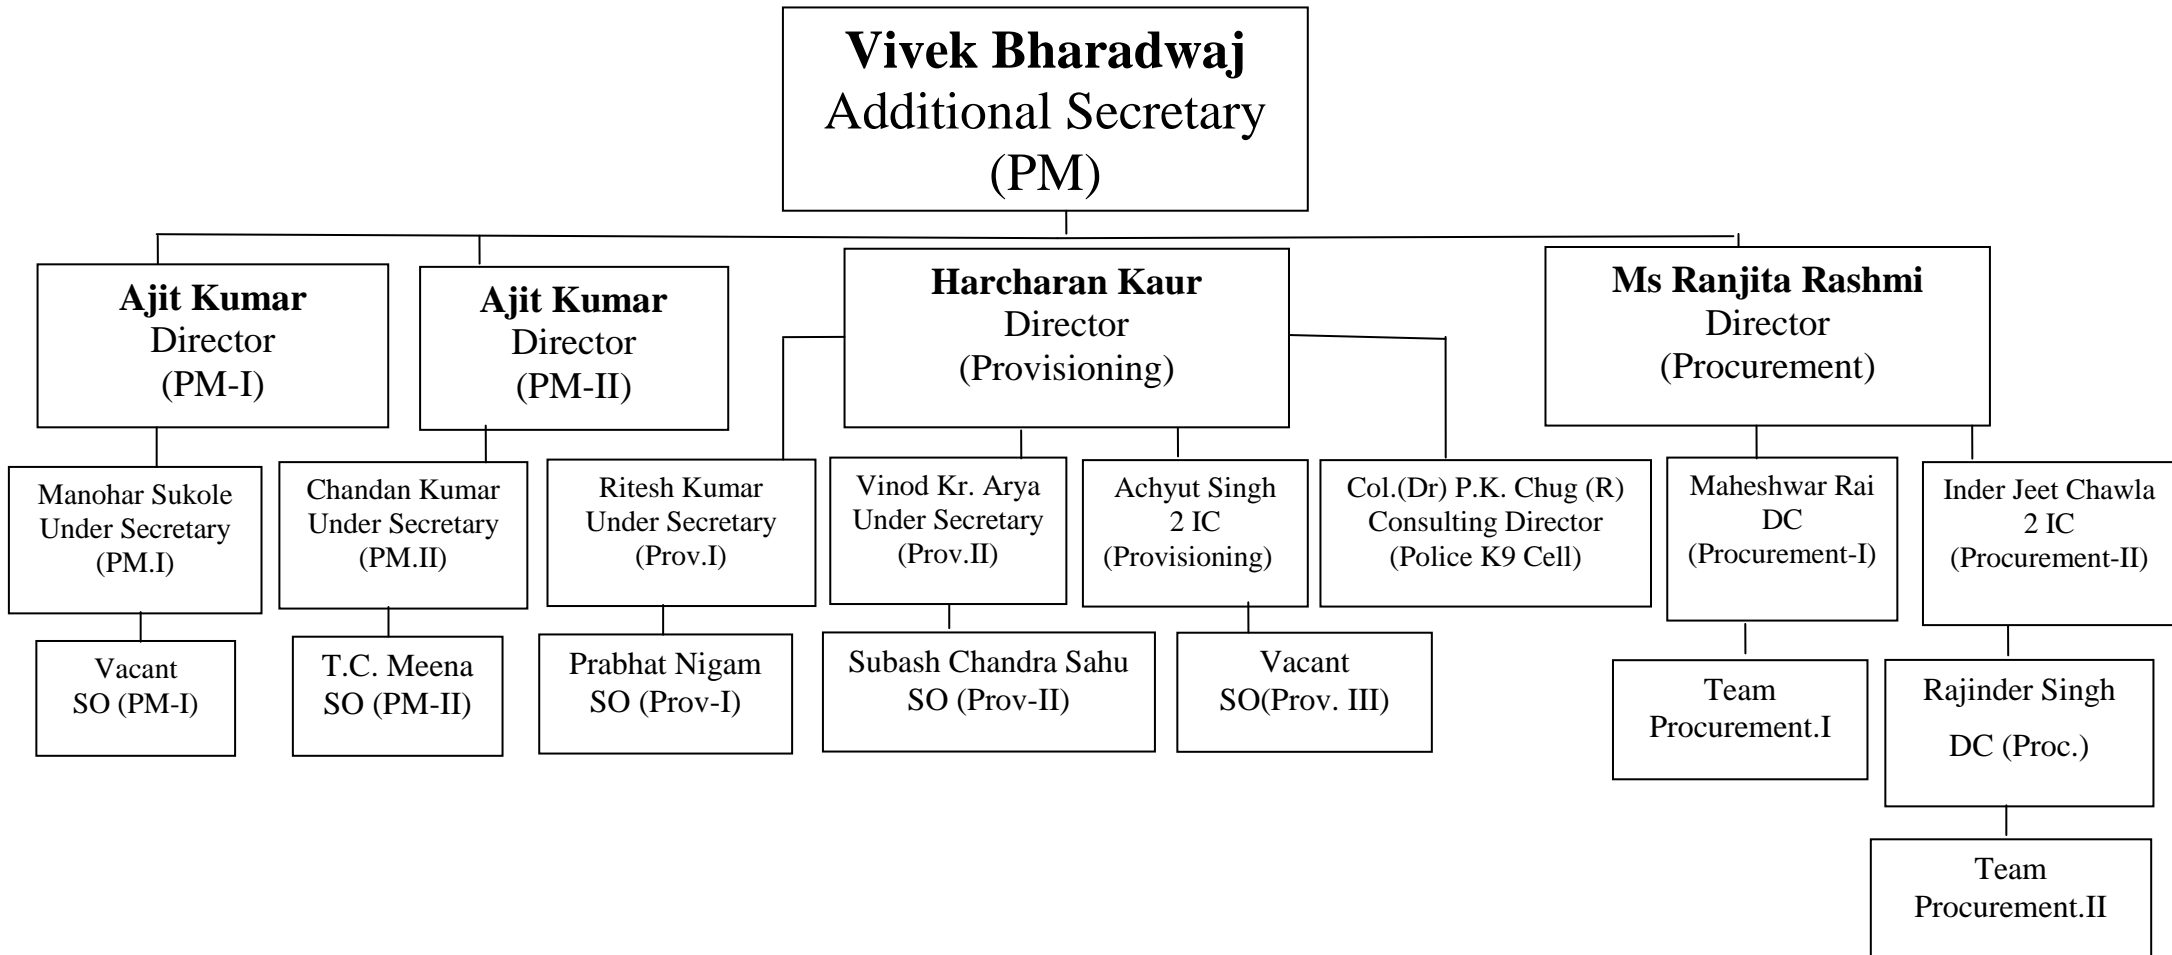 Vivek Bharadwaj
Additional Secretary
(PM)
Ajit Kumar
Director
(PM-I)
Ajit Kumar
Director
(PM-II)
Harcharan Kaur
Director
(Provisioning)
Ms Ranjita Rashmi
Director
(Procurement)
Manohar Sukole
Under Secretary
(PM.I)
Chandan Kumar
Under Secretary
(PM.II)
Ritesh Kumar
Under Secretary
(Prov.I)
Vinod Kr. Arya
Under Secretary
(Prov.II)
Achyut Singh
2 IC
(Provisioning)
Col.(Dr) P.K. Chug (R)
Consulting Director
(Police K9 Cell)
Maheshwar Rai
DC
(Procurement-I)
Inder Jeet Chawla
2 IC
(Procurement-II)
Vacant
SO (PM-I)
T.C. Meena
SO (PM-II)
Prabhat Nigam
SO (Prov-I)
Subash Chandra Sahu
SO (Prov-II)
Vacant
SO(Prov. III)
Team
Procurement.I
Rajinder Singh
DC (Proc.)
Team
Procurement.II